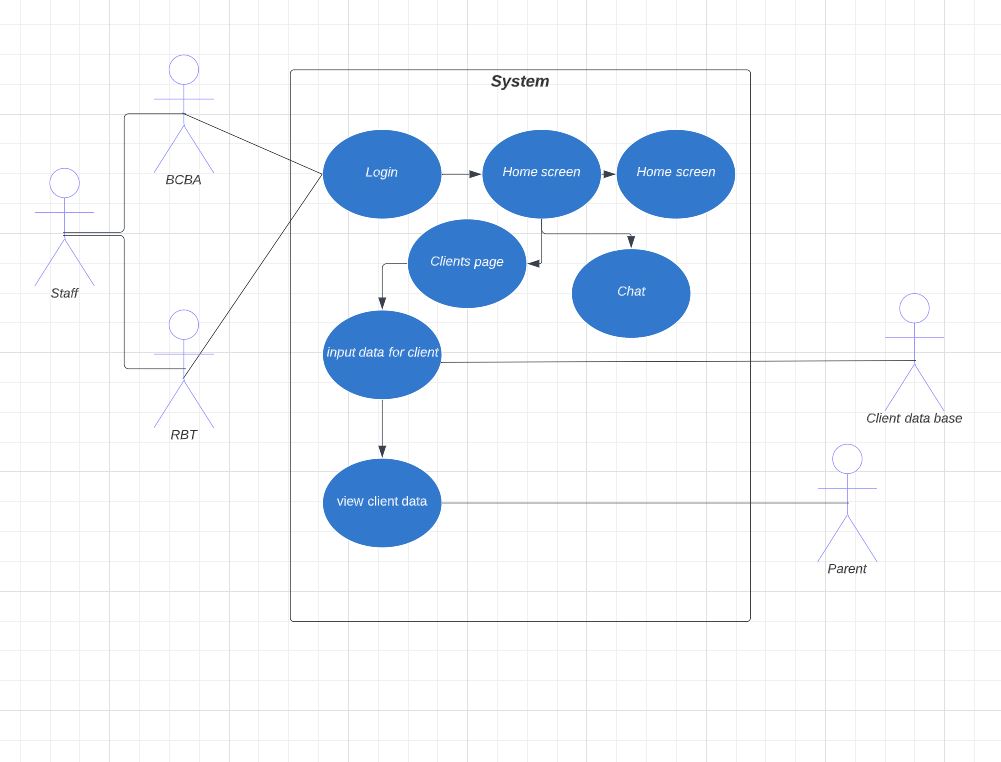 System
BCBA
Login
Home screen
Home screen
Staff
Clients page
Chat
input data for client
Client data base
RBT
view client data
Parent